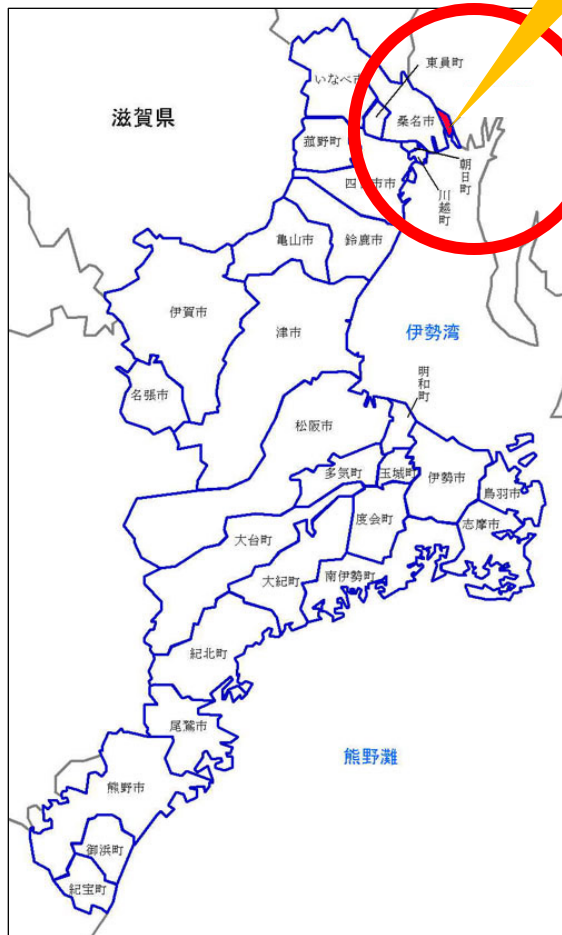 東員町
いなべ市
滋賀県
桑名市
菰野町
朝日町
川越町
四日市市
亀山市
鈴鹿市
伊賀市
津市
伊勢湾
名張市
明和町
松阪市
多気町
玉城町
伊勢市
鳥羽市
度会町
志摩市
大台町
大紀町
南伊勢町
紀北町
尾鷲市
熊野灘
熊野市
御浜町
紀宝町